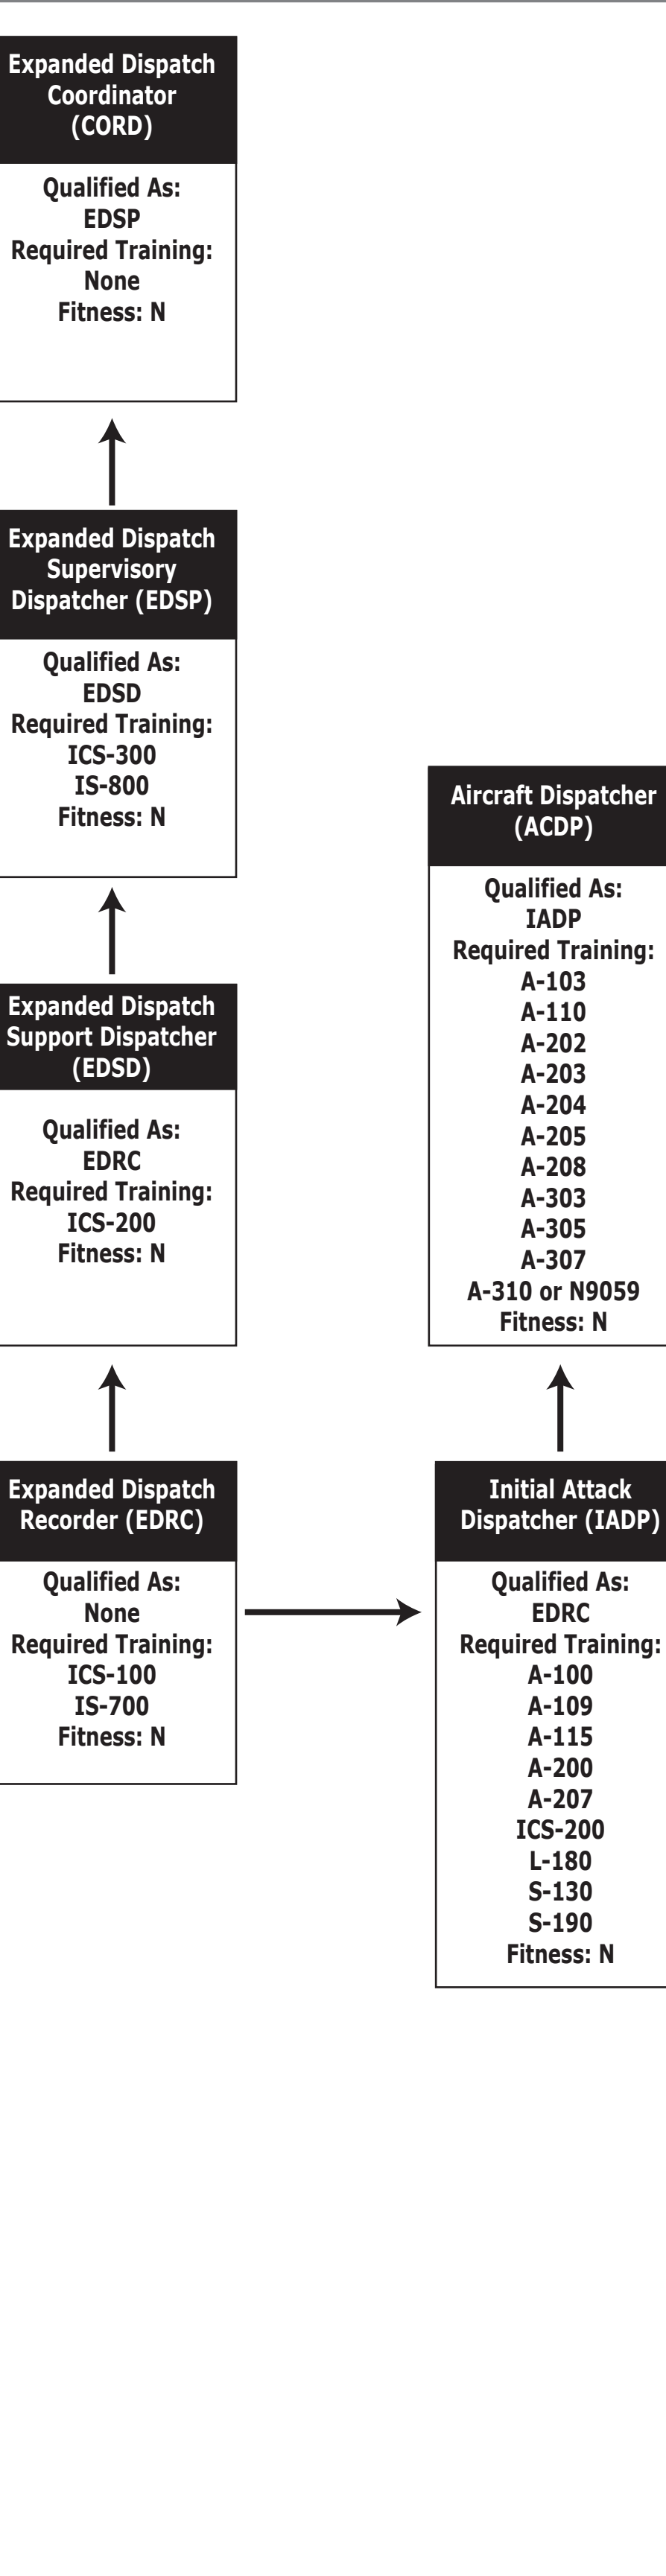 Expanded Dispatch
Coordinator
(CORD)
Qualified As:
EDSP
Required Training:
None
Fitness: N
Expanded Dispatch
Supervisory
Dispatcher (EDSP)
Qualified As:
EDSD
Required Training:
ICS-300
IS-800
Fitness: N
Expanded Dispatch
Support Dispatcher
(EDSD)
Qualified As:
EDRC
Required Training:
ICS-200
Fitness: N
Expanded Dispatch
Recorder (EDRC)
Qualified As:
None
Required Training:
ICS-100
IS-700
Fitness: N
Aircraft Dispatcher
(ACDP)
Qualified As:
IADP
Required Training:
A-103
A-110
A-202
A-203
A-204
A-205
A-208
A-303
A-305
A-307
A-310 or N9059
Fitness: N
Initial Attack
Dispatcher (IADP)
Qualified As:
EDRC
Required Training:
A-100
A-109
A-115
A-200
A-207
ICS-200
L-180
S-130
S-190
Fitness: N